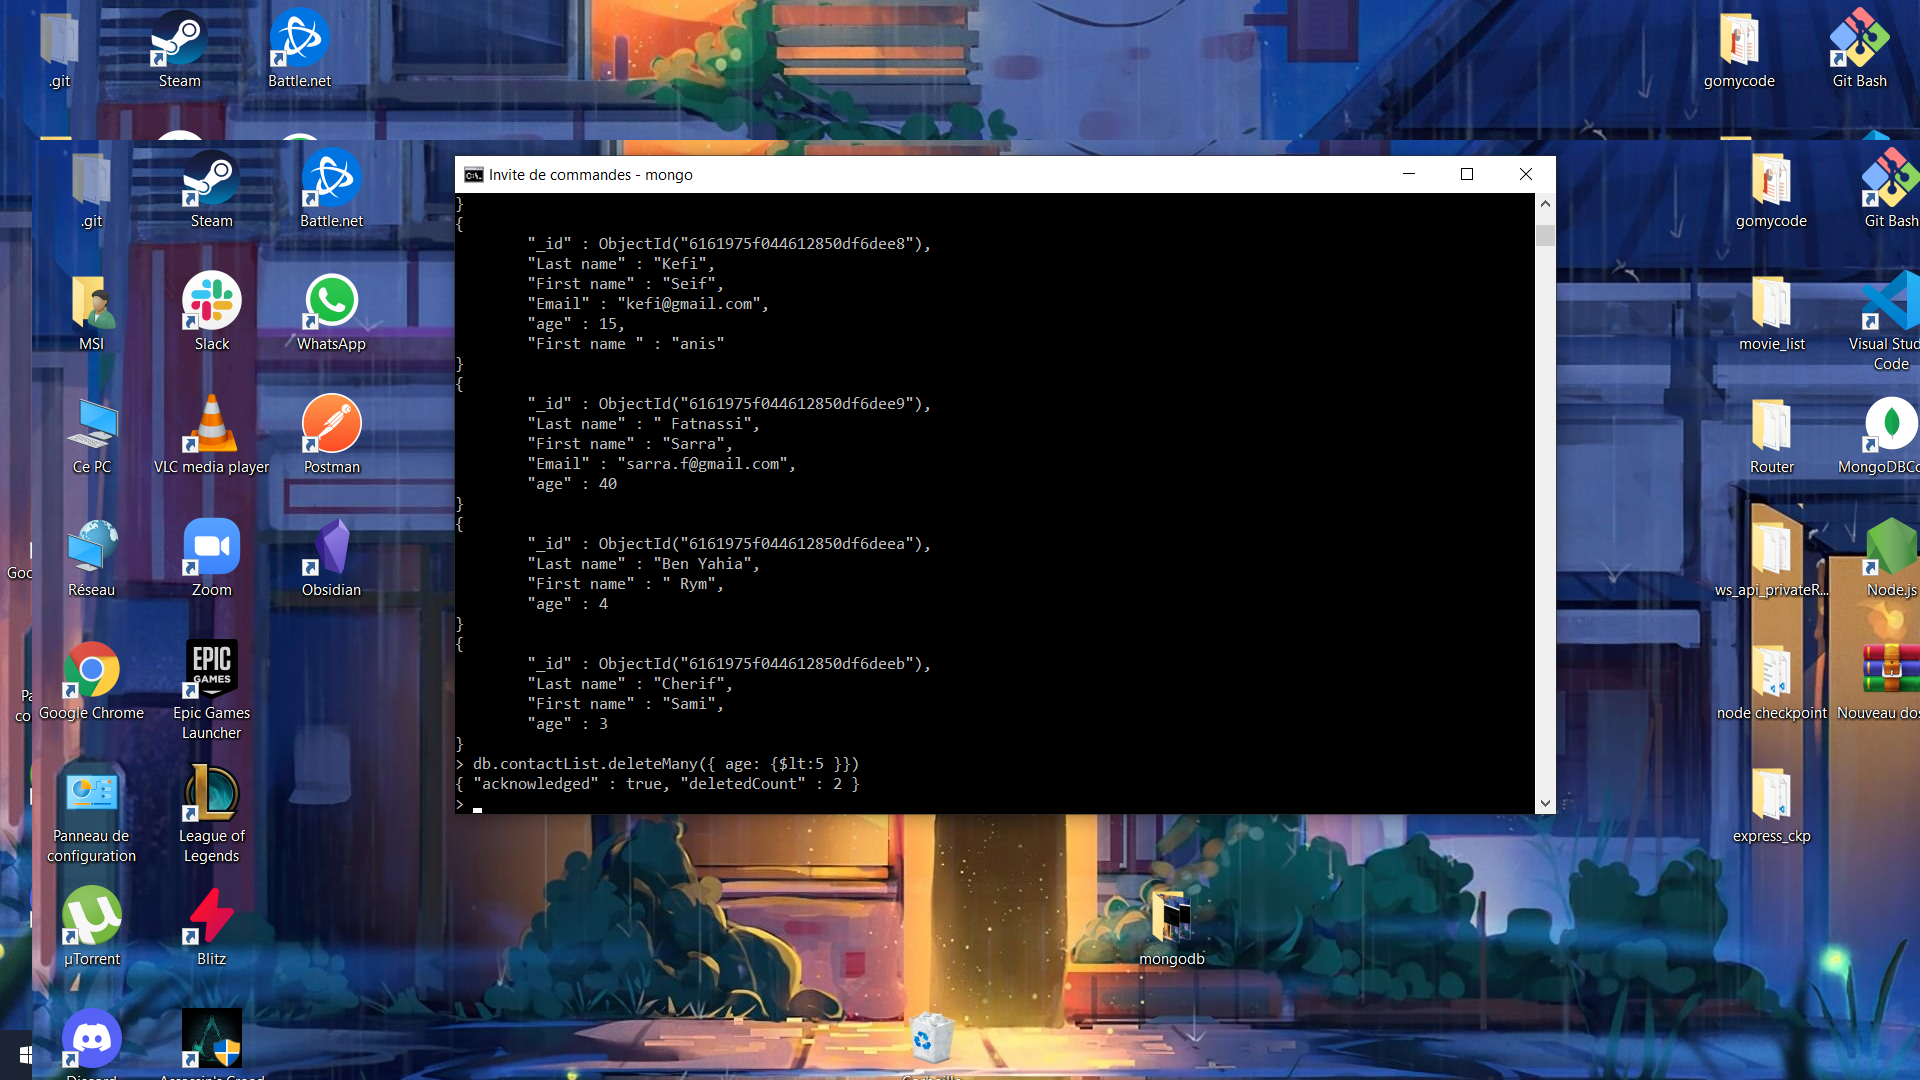 .git
Steam
Battle.net
gomycode
Git Bash
.git
Steam
Battle.net
Invite de commandes - mongo
gomycode
Git Bash
}
{
"_id" : ObjectId("6161975f044612850df6dee8"),
"Last name" : "Kefi",
"First name" : "Seif",
"Email" : "kefi@gmail.com",
"age" : 15,
"First name " : "anis"
}
{
"_id" : ObjectId("6161975f044612850df6dee9"),
"Last name" : " Fatnassi",
"First name" : "Sarra",
"Email" : "sarra.f@gmail.com",
"age" : 40
}
{
"_id" : ObjectId("6161975f044612850df6deea"),
"Last name" : "Ben Yahia",
"First name" : " Rym",
"age" : 4
}
{
"_id" : ObjectId("6161975f044612850df6deeb"),
"Last name" : "Cherif",
"First name" : "Sami",
"age" : 3
}
> db.contactList.deleteMany({ age: {$lt:5 }})
{ "acknowledged" : true, "deletedCount" : 2 }
>
MSI
Slack
WhatsApp
movie_list
Visual Stud
Code
Ce PC
VLC media player
Postman
Router
MongoDBCo
Goo
Réseau
Zoom
Obsidian
ws_api_privateR...
Node.js
Pa
co
EPIC
GAMES
Google Chrome
Epic Games
Launcher
node checkpoint
Nouveau dos
Panneau de
configuration
League of
Legends
express_ckp
µTorrent
Blitz
mongodb